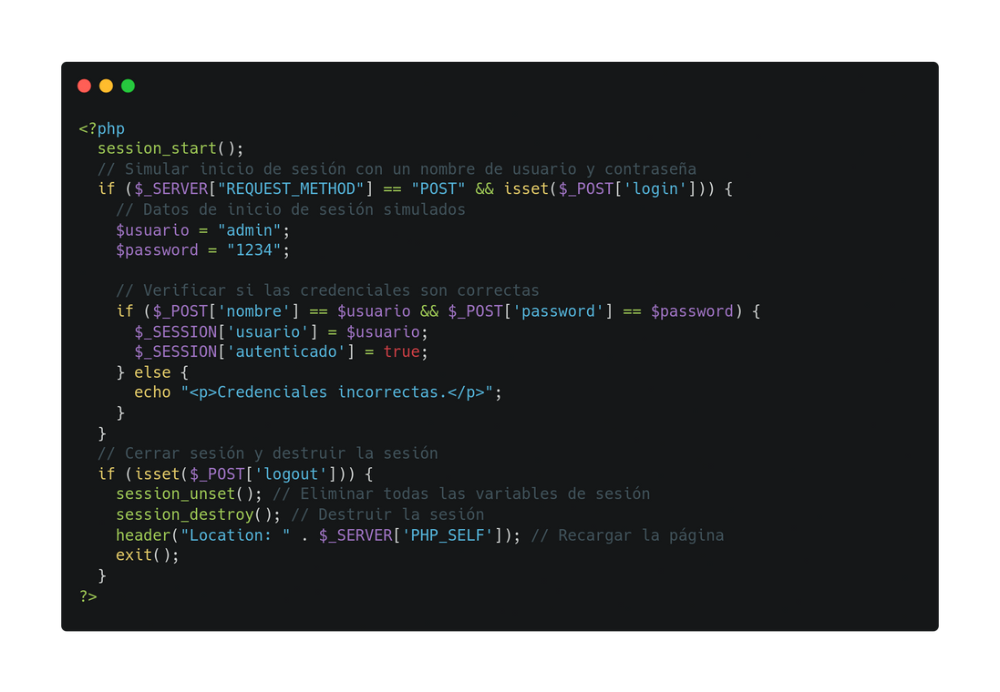 <?php
session_start();
// Simular inicio de sesión con un nombre de usuario y contraseña
if ($_SERVER["REQUEST_METHOD"] == "POST" && isset($_POST['login'])) {
// Datos de inicio de sesión simulados
$usuario = "admin";
$password = "1234";
// Verificar si las credenciales son correctas
if ($_POST['nombre'] == $usuario && $_POST['password'] == $password) {
$_SESSION['usuario'] = $usuario;
$_SESSION['autenticado'] = true;
} else {
echo "<p>Credenciales incorrectas.</p>";
}
}
// Cerrar sesión y destruir la sesión
if (isset($_POST['logout'])) {
session_unset(); // Eliminar todas las variables de sesión
session_destroy(); // Destruir la sesión
header("Location: " . $_SERVER['PHP_SELF']); // Recargar la página
exit();
}
?>